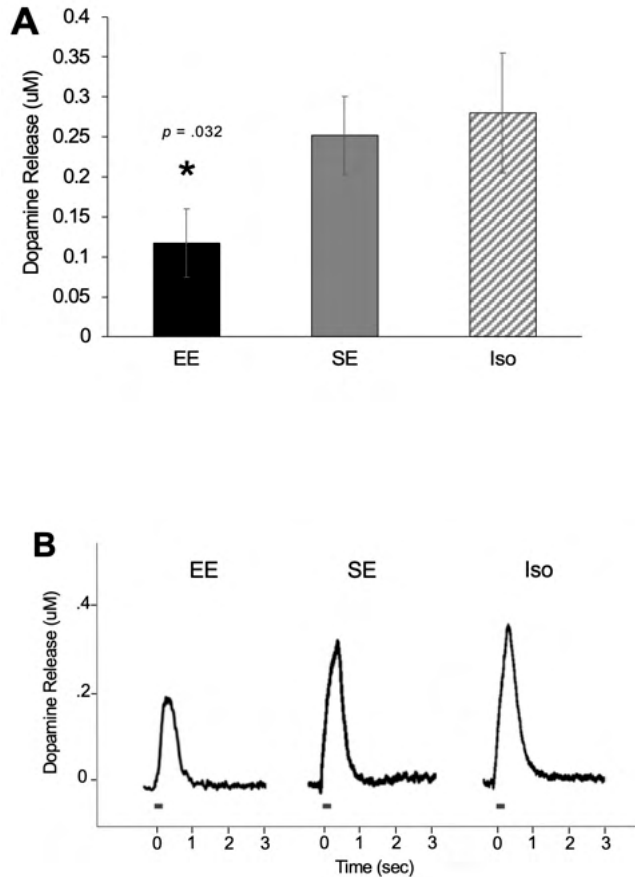 A
Dopamine Release (uM)
0.4
0.35
0.3
0.25
0.2
0.15
0.1
0.05
0
p = .032
*
EE SE Iso
B
EE SE Iso
Dopamine Release (uM)
.4
.2
0
0 1 2 3 0 1 2 3 0 1 2 3
Time (sec)